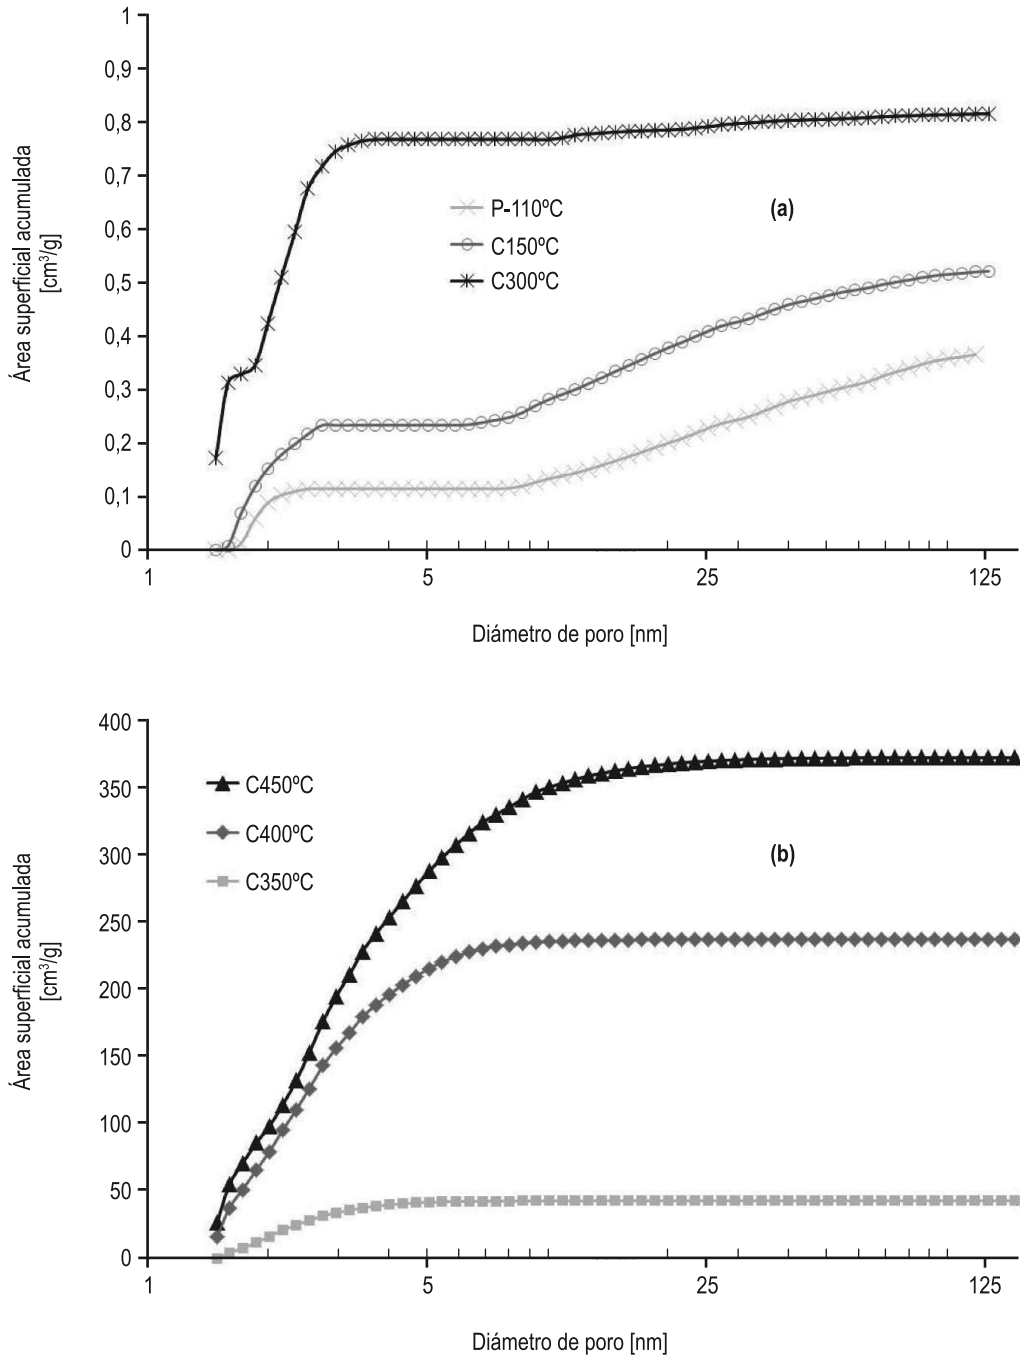 1
0,9
0,8
0,7
0,6
0,5
0,4
0,3
0,2
0,1
0
Área superficial acumulada
[cm³/g]
P-110ºC
C150ºC
C300ºC
(a)
1
5
25
125
Diámetro de poro [nm]
400
350
300
250
200
150
100
50
0
Área superficial acumulada
[cm³/g]
C450ºC
C400ºC
C350ºC
(b)
1
5
25
125
Diámetro de poro [nm]